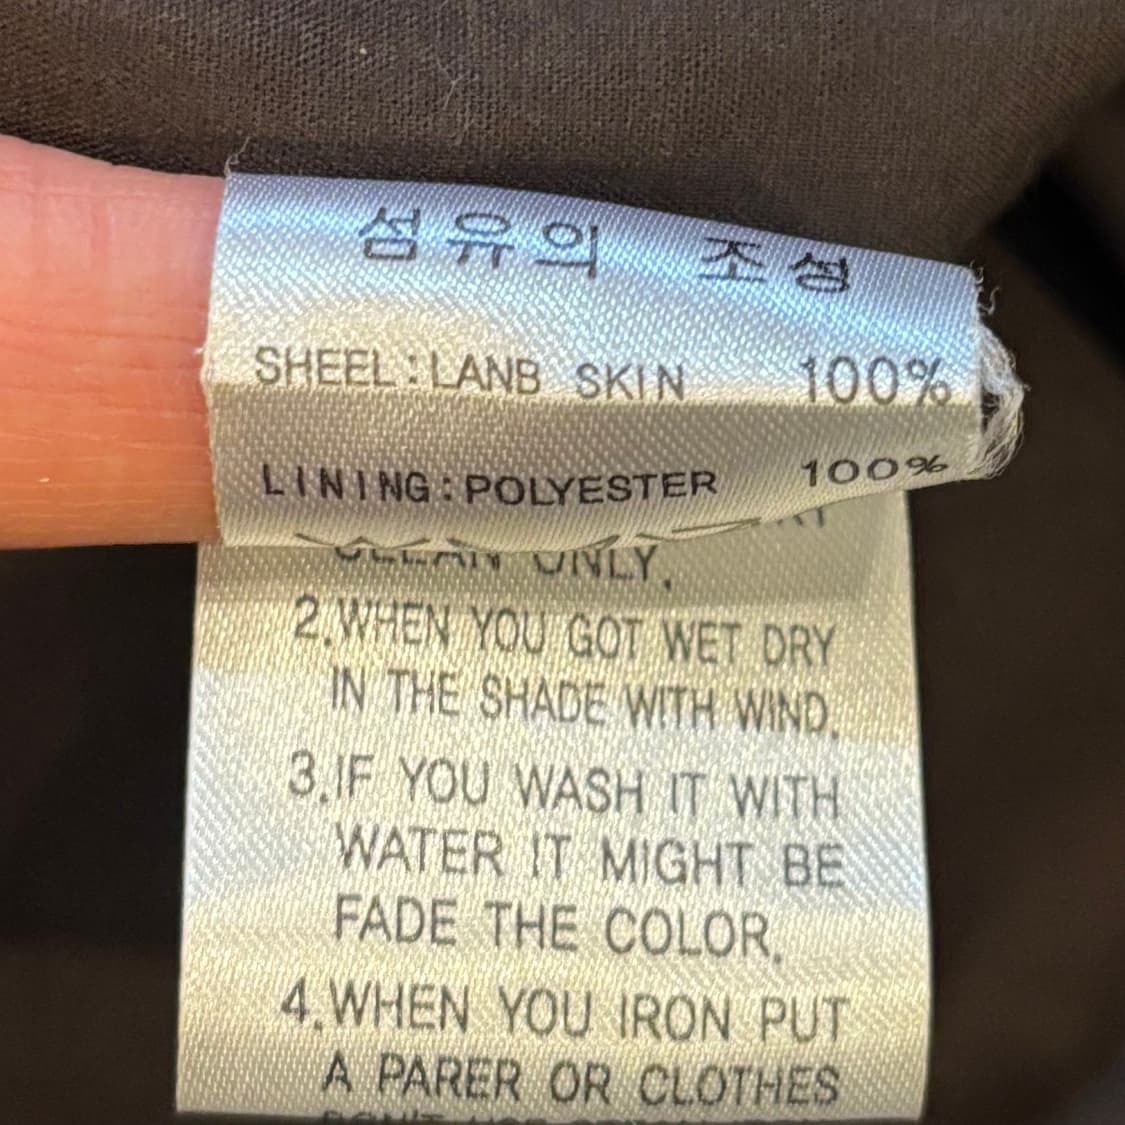 섬유의 조성
SHEEL:LANB SKIN 100%
LINING:POLYESTER 100%
CLEAN ONLY.
2.WHEN YOU GOT WET DRY
IN THE SHADE WITH WIND.
3.IF YOU WASH IT WITH
WATER IT MIGHT BE
FADE THE COLOR.
4.WHEN YOU IRON PUT
A PARER OR CLOTHES